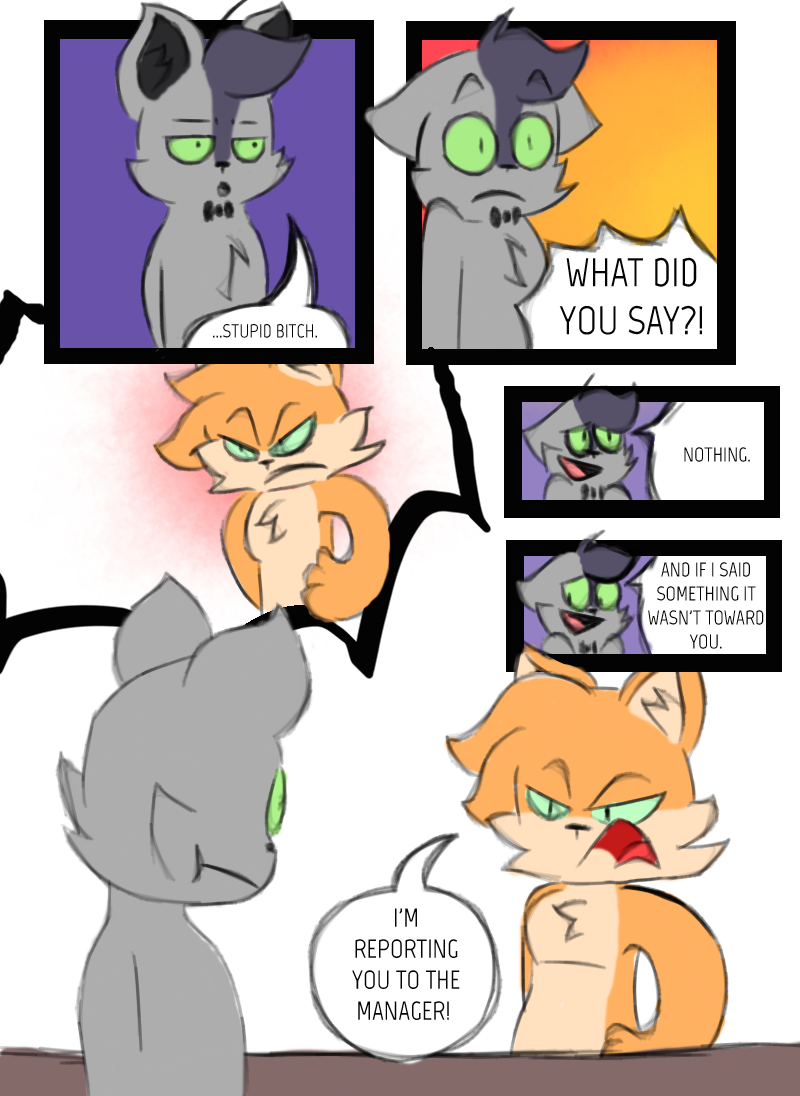 ...STUPID BITCH.
WHAT DID
YOU SAY?!
NOTHING.
AND IF I SAID
SOMETHING IT
WASN'T TOWARD
YOU.
I'M
REPORTING
YOU TO THE
MANAGER!